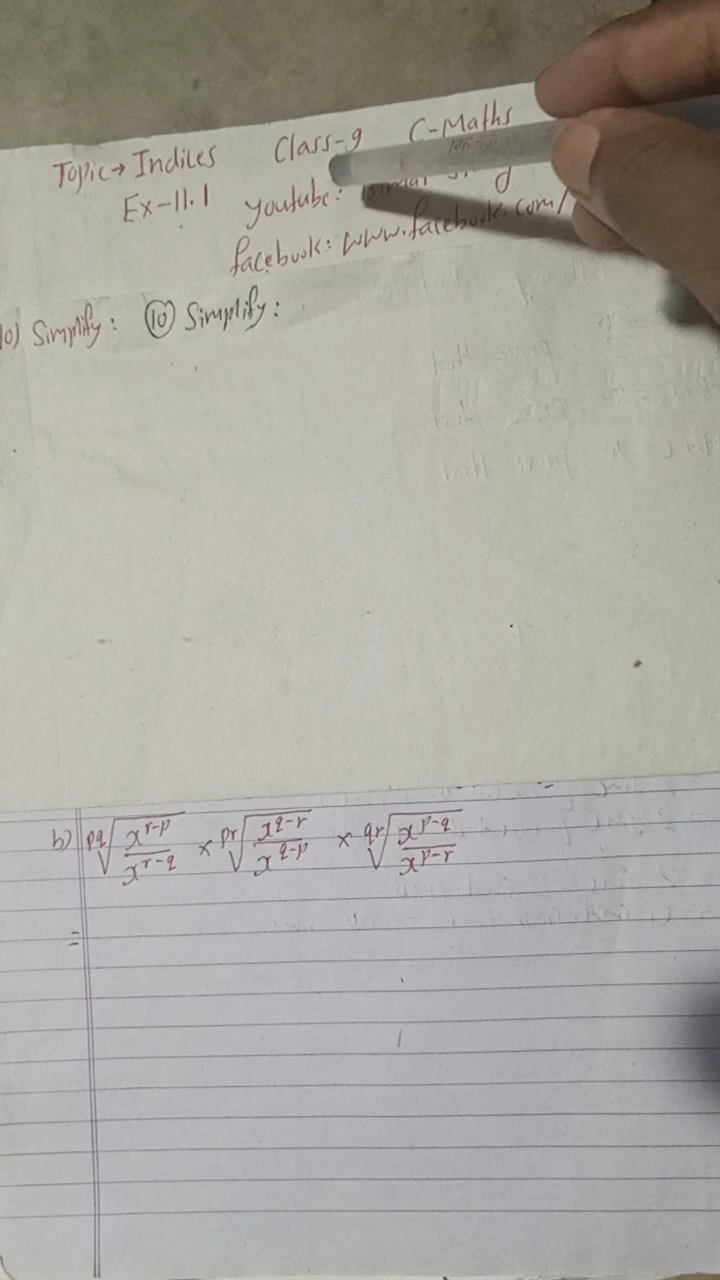 Topic→ Indices Class-9 C-Maths
Ex-11.1 youtube:
facebook: www.facebook.com/
10) Simplify: ⑩ Simplify:
b) pq√(x^(r-p)/x^(r-q)) × pr√(x^(q-r)/x^(q-p)) × qr√(x^(p-q)/x^(p-r))
=